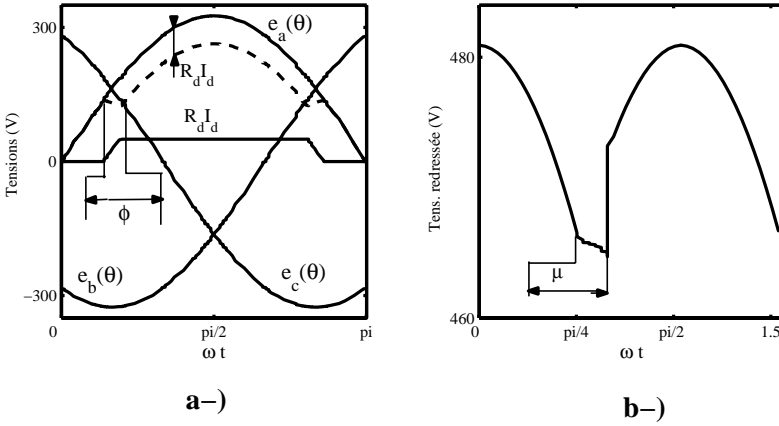 300
0
−300
Tensions (V)
e_a(θ)
R_dI_d
R_dI_d
ϕ
e_b(θ)
e_c(θ)
0
pi/2
pi
ω t
a−)
480
460
Tens. redressée (V)
μ
0
pi/4
pi/2
1.5
ω t
b−)